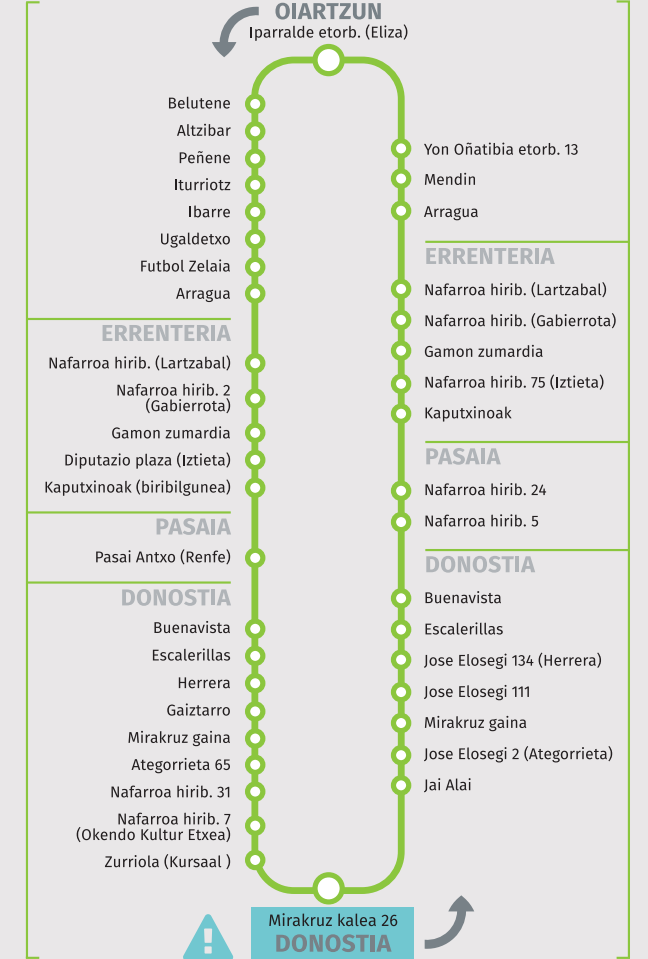 OIARTZUN
Iparralde etorb. (Eliza)
Belutene
Altzibar
Peñene
Iturriotz
Ibarre
Ugaldetxo
Futbol Zelaia
Arragua
ERRENTERIA
Nafarroa hirib. (Lartzabal)
Nafarroa hirib. 2
(Gabierrota)
Gamon zumardia
Diputazio plaza (Iztieta)
Kaputxinoak (biribilgunea)
PASAIA
Pasai Antxo (Renfe)
DONOSTIA
Buenavista
Escalerillas
Herrera
Gaiztarro
Mirakruz gaina
Ategorrieta 65
Nafarroa hirib. 31
Nafarroa hirib. 7
(Okendo Kultur Etxea)
Zurriola (Kursaal )
Yon Oñatibia etorb. 13
Mendin
Arragua
ERRENTERIA
Nafarroa hirib. (Lartzabal)
Nafarroa hirib. (Gabierrota)
Gamon zumardia
Nafarroa hirib. 75 (Iztieta)
Kaputxinoak
PASAIA
Nafarroa hirib. 24
Nafarroa hirib. 5
DONOSTIA
Buenavista
Escalerillas
Jose Elosegi 134 (Herrera)
Jose Elosegi 111
Mirakruz gaina
Jose Elosegi 2 (Ategorrieta)
Jai Alai
Mirakruz kalea 26
DONOSTIA